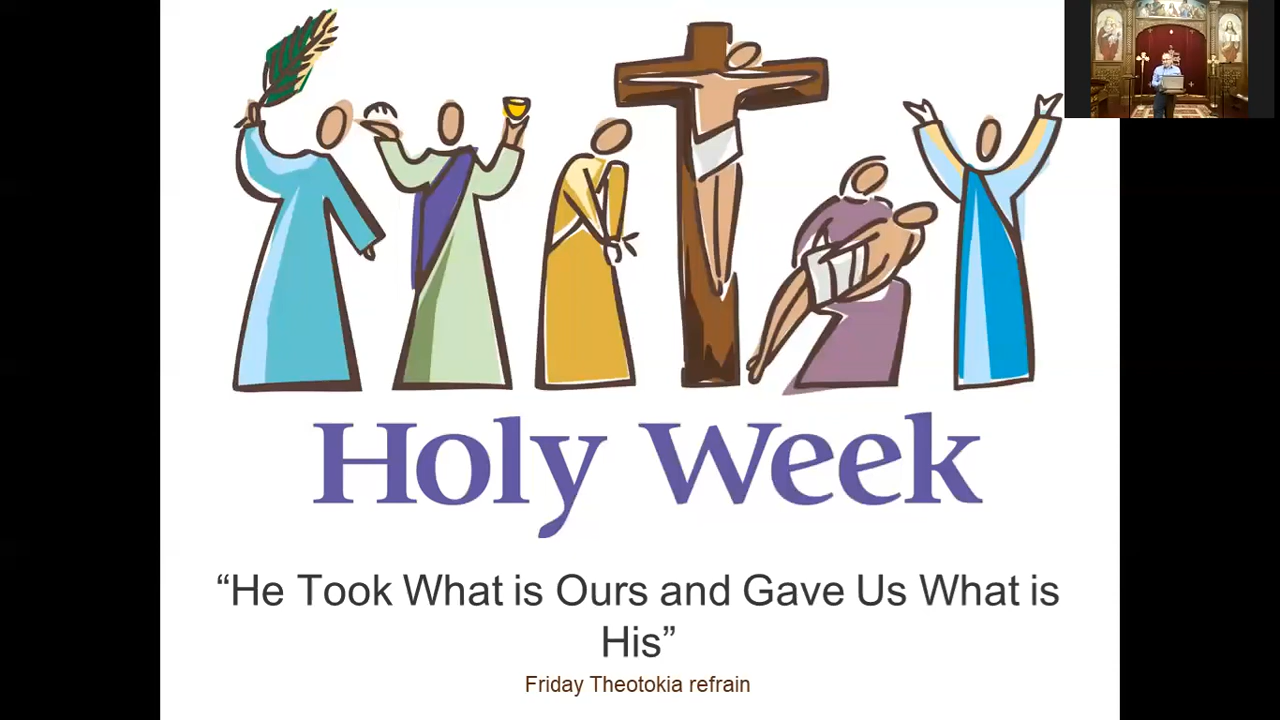 Holy Week
“He Took What is Ours and Gave Us What is
His”
Friday Theotokia refrain